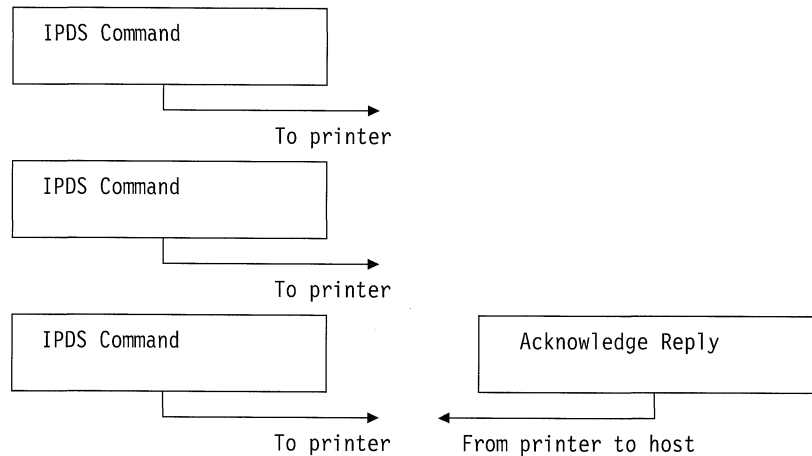 IPDS Command
To printer
IPDS Command
To printer
IPDS Command
Acknowledge Reply
To printer
From printer to host